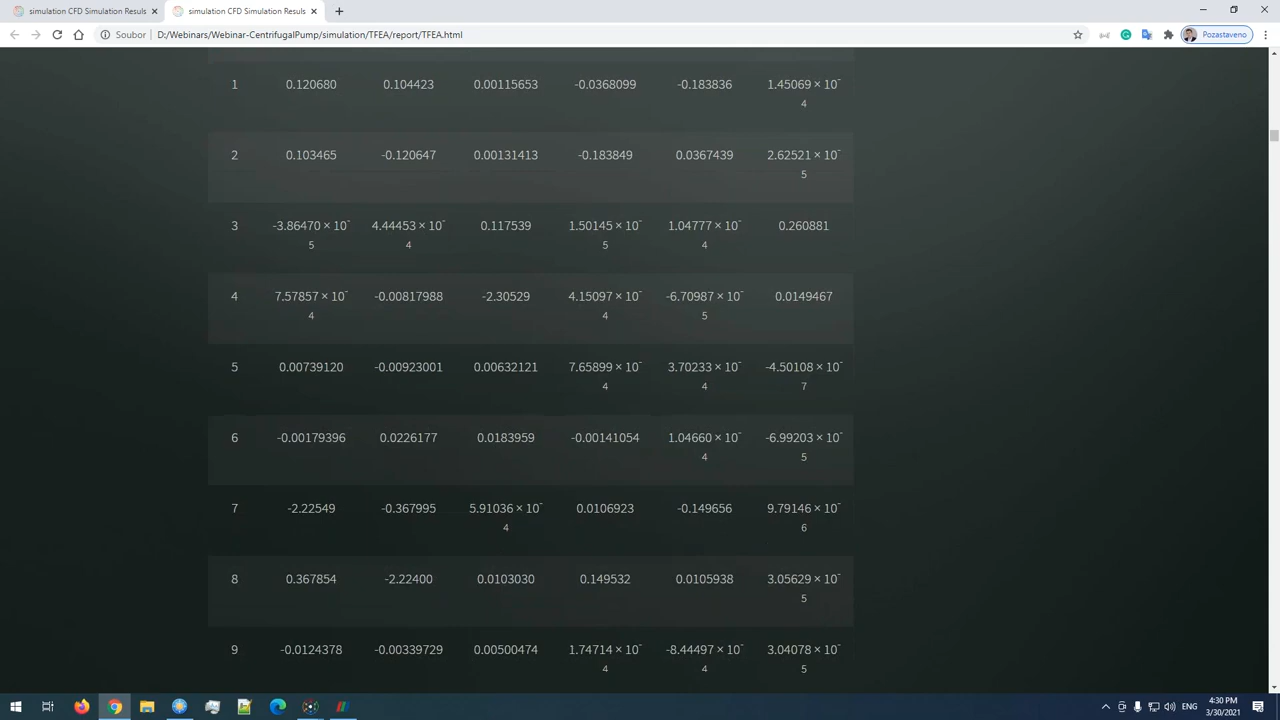 simulation CFD Simulation Resuls
simulation CFD Simulation Resuls
Soubor D:/Webinars/Webinar-CentrifugalPump/simulation/TFEA/report/TFEA.html Pozastaveno
1 0.120680 0.104423 0.00115653 -0.0368099 -0.183836 1.45069 × 10⁻
4
2 0.103465 -0.120647 0.00131413 -0.183849 0.0367439 2.62521 × 10⁻
5
3 -3.86470 × 10⁻ 4.44453 × 10⁻ 0.117539 1.50145 × 10⁻ 1.04777 × 10⁻ 0.260881
5 4 5 4
4 7.57857 × 10⁻ -0.00817988 -2.30529 4.15097 × 10⁻ -6.70987 × 10⁻ 0.0149467
4 4 5
5 0.00739120 -0.00923001 0.00632121 7.65899 × 10⁻ 3.70233 × 10⁻ -4.50108 × 10⁻
4 4 7
6 -0.00179396 0.0226177 0.0183959 -0.00141054 1.04660 × 10⁻ -6.99203 × 10⁻
4 5
7 -2.22549 -0.367995 5.91036 × 10⁻ 0.0106923 -0.149656 9.79146 × 10⁻
4 6
8 0.367854 -2.22400 0.0103030 0.149532 0.0105938 3.05629 × 10⁻
5
9 -0.0124378 -0.00339729 0.00500474 1.74714 × 10⁻ -8.44497 × 10⁻ 3.04078 × 10⁻
4 4 5
ENG 4:30 PM
3/30/2021